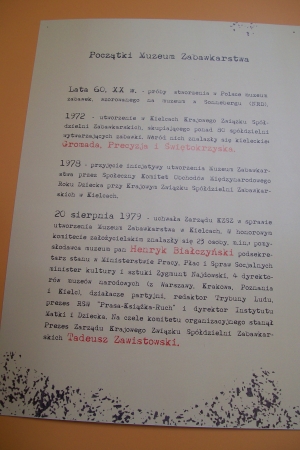 Początki Muzeum Zabawkarstwa
Lata 60, XX w. - próby utworzenia w Polsce muzeum
zabawek, wzorowanego na muzeum w Sonnebergu (NRD).
1972 - utworzenie w Kielcach Krajowego Związku Spół-
dzielni Zabawkarskich, skupiającego ponad 30 spółdzielni
wytwarzających zabawki. Wśród nich znalazły się kieleckie:
Gromada, Precyzja i Świętokrzyska.
1978 - przyjęcie inicjatywy utworzenia Muzeum Zabawkar-
stwa przez Społeczny Komitet Obchodów Międzynarodowego
Roku Dziecka przy Krajowym Związku Spółdzielni Zabawkar-
skich w Kielcach.
20 sierpnia 1979 - uchwała Zarządu KZSZ w sprawie
utworzenia Muzeum Zabawkarstwa w Kielcach. W honorowym
komitecie założycielskim znalazły się 23 osoby, m.in.: pomy-
słodawca muzeum pan Henryk Białczyński podsekre-
tarz stanu w Ministerstwie Pracy, Płac i Spraw Socjalnych
minister kultury i sztuki Zygmunt Najdowski, 4 dyrekto-
rów muzeów narodowych (z Warszawy, Krakowa, Poznania
i Kielc), działacze partyjni, redaktor Trybuny Ludu,
prezes RSW "Prasa-Książka-Ruch" i dyrektor Instytutu
Matki i Dziecka. Na czele komitetu organizacyjnego stanął
Prezes Zarządu Krajowego Związku Spółdzielni Zabawkar-
skich Tadeusz Zawistowski.